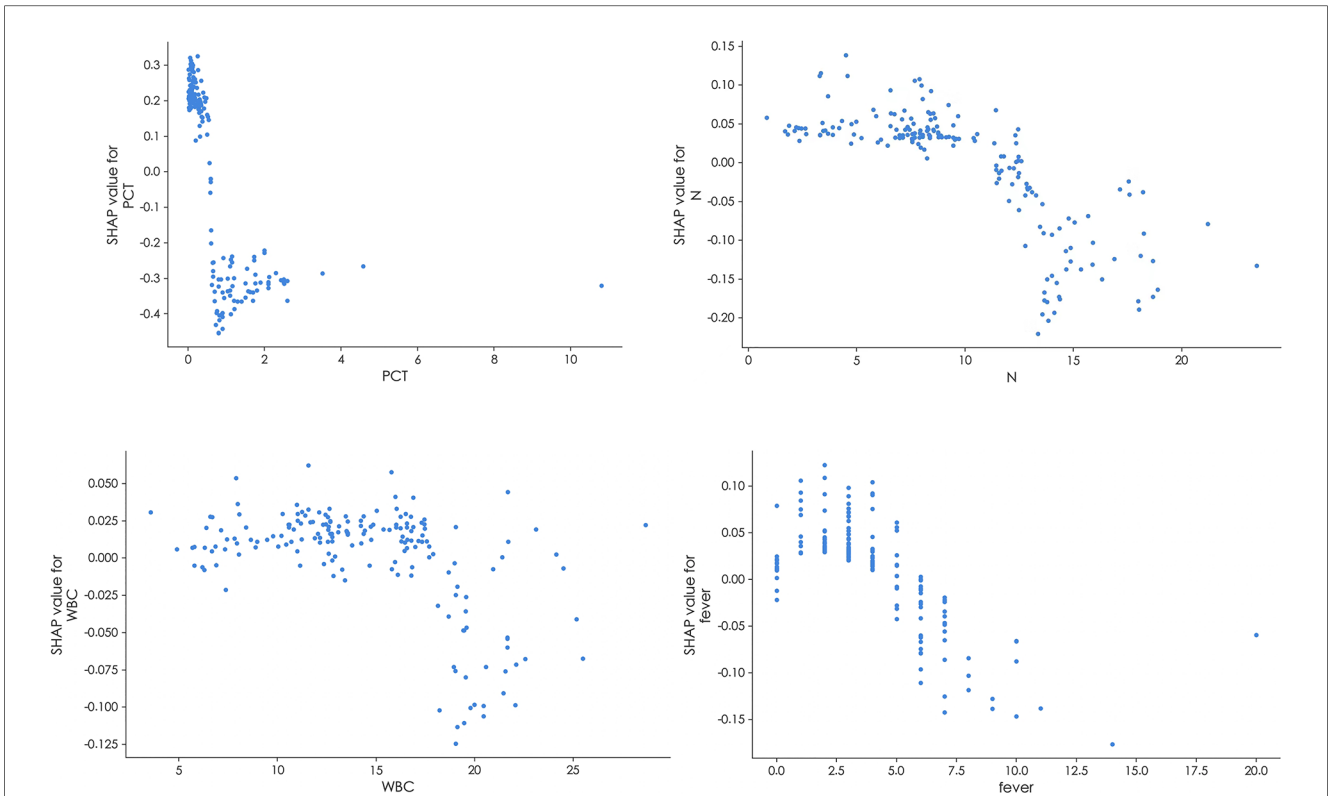 0.3
0.2
0.1
0.0
-0.1
-0.2
-0.3
-0.4
SHAP value for
PCT
0 2 4 6 8 10
PCT
0.15
0.10
0.05
0.00
-0.05
-0.10
-0.15
-0.20
SHAP value for
N
0 5 10 15 20
N
0.050
0.025
0.000
-0.025
-0.050
-0.075
-0.100
-0.125
SHAP value for
WBC
5 10 15 20 25
WBC
0.10
0.05
0.00
-0.05
-0.10
-0.15
SHAP value for
fever
0.0 2.5 5.0 7.5 10.0 12.5 15.0 17.5 20.0
fever